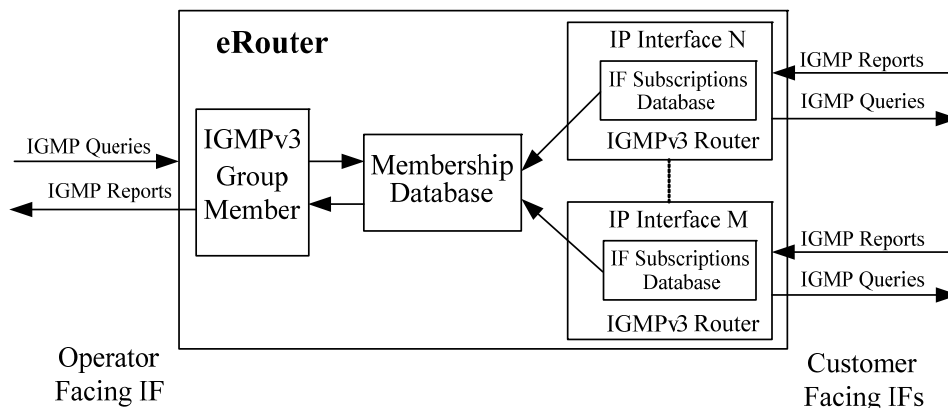 eRouter
IP Interface N
IF Subscriptions
Database
IGMPv3 Router
IGMP Reports
IGMP Queries
IGMP Queries
IGMP Reports
IGMPv3
Group
Member
Membership
Database
IP Interface M
IF Subscriptions
Database
IGMPv3 Router
IGMP Reports
IGMP Queries
Operator
Facing IF
Customer
Facing IFs